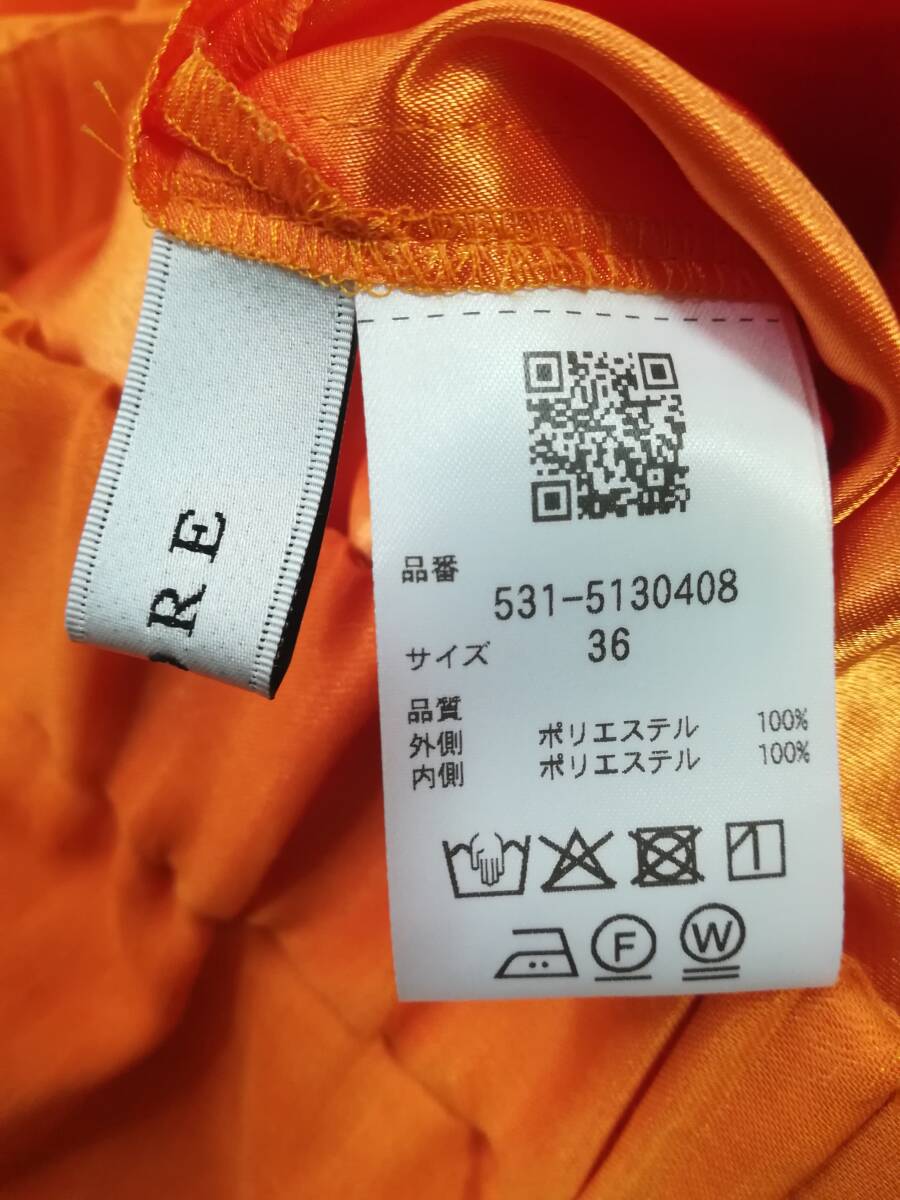 RE
品番
531-5130408
サイズ 36
品質
外側 ポリエステル 100%
内側 ポリエステル 100%
F W